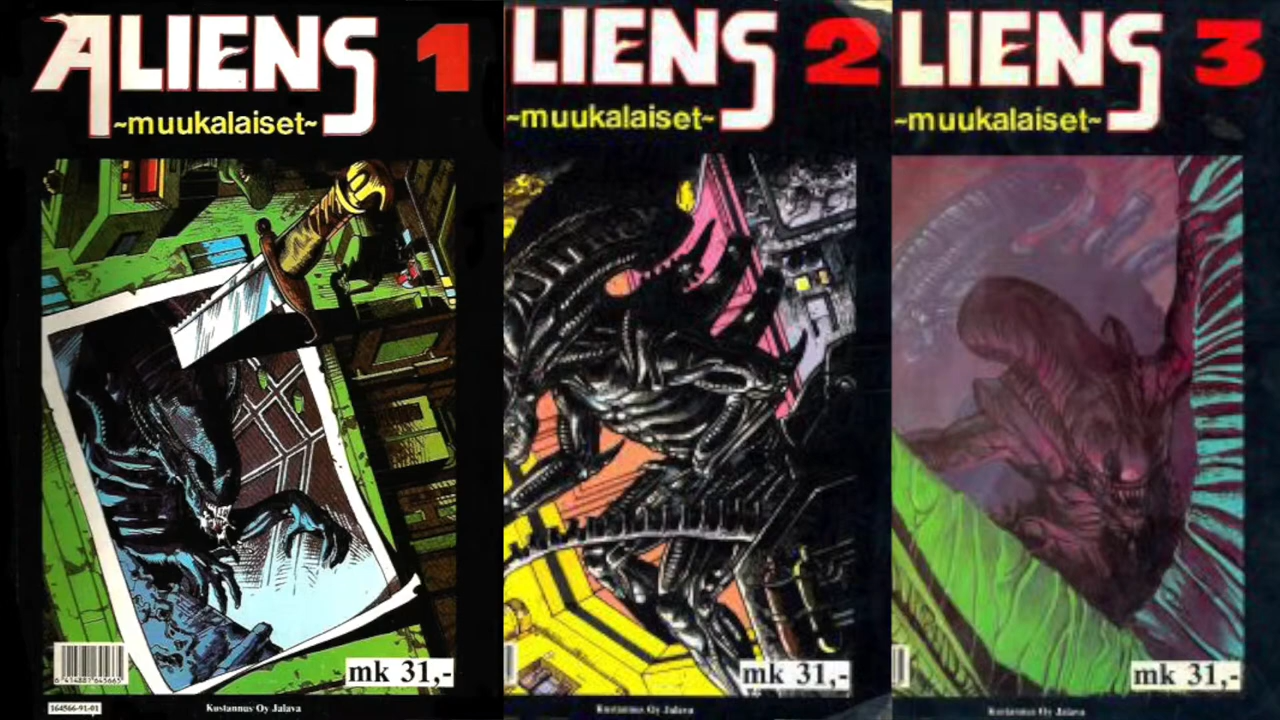 ALIENS 1
~muukalaiset~
mk 31,-
164566-91-01
Kustannus Oy Jalava
LIENS 2
~muukalaiset~
mk 31,-
Kustannus Oy Jalava
LIENS 3
~muukalaiset~
mk 31,-
Kustannus Oy Jalava